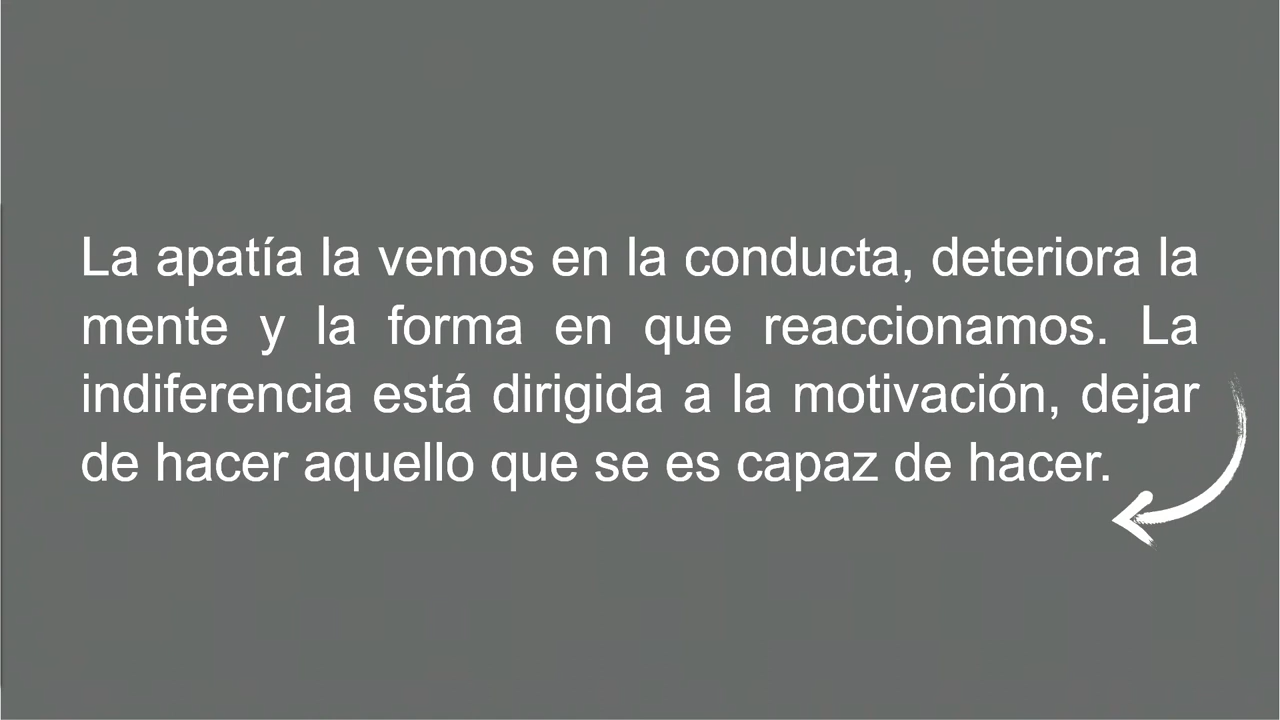 La apatía la vemos en la conducta, deteriora la
mente y la forma en que reaccionamos. La
indiferencia está dirigida a la motivación, dejar
de hacer aquello que se es capaz de hacer.